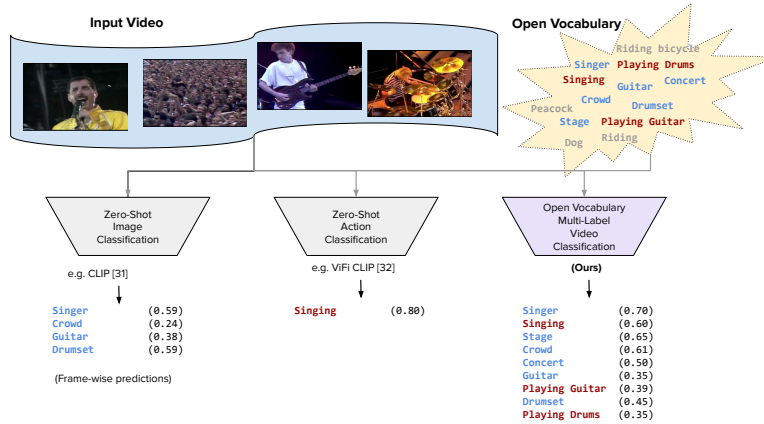 Input Video
Open Vocabulary
Riding bicycle
Singer Playing Drums
Singing Guitar Concert
Crowd Drumset
Peacock
Stage Playing Guitar
Dog Riding
Zero-Shot
Image
Classification
Zero-Shot
Action
Classification
Open Vocabulary
Multi-Label
Video
Classification
e.g. CLIP [31]
e.g. ViFi CLIP [32]
(Ours)
Singer (0.59)
Crowd (0.24)
Guitar (0.38)
Drumset (0.59)
(Frame-wise predictions)
Singing (0.80)
Singer (0.70)
Singing (0.60)
Stage (0.65)
Crowd (0.61)
Concert (0.50)
Guitar (0.35)
Playing Guitar (0.39)
Drumset (0.45)
Playing Drums (0.35)